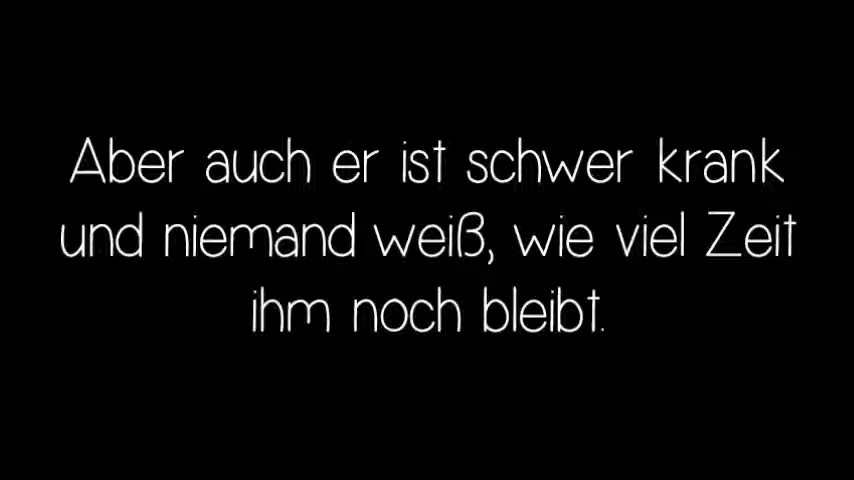 Aber auch er ist schwer krank
und niemand weiß, wie viel Zeit
ihm noch bleibt.